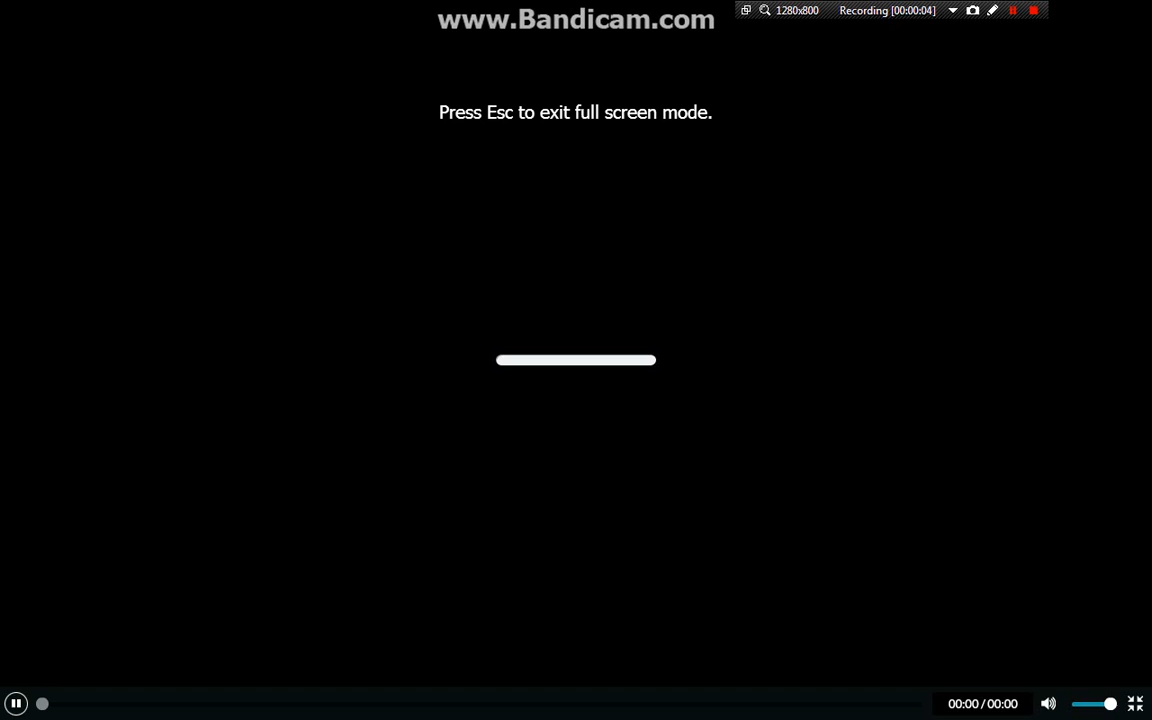 www.Bandicam.com
1280x800 Recording [00:00:04]
Press Esc to exit full screen mode.
00:00 / 00:00